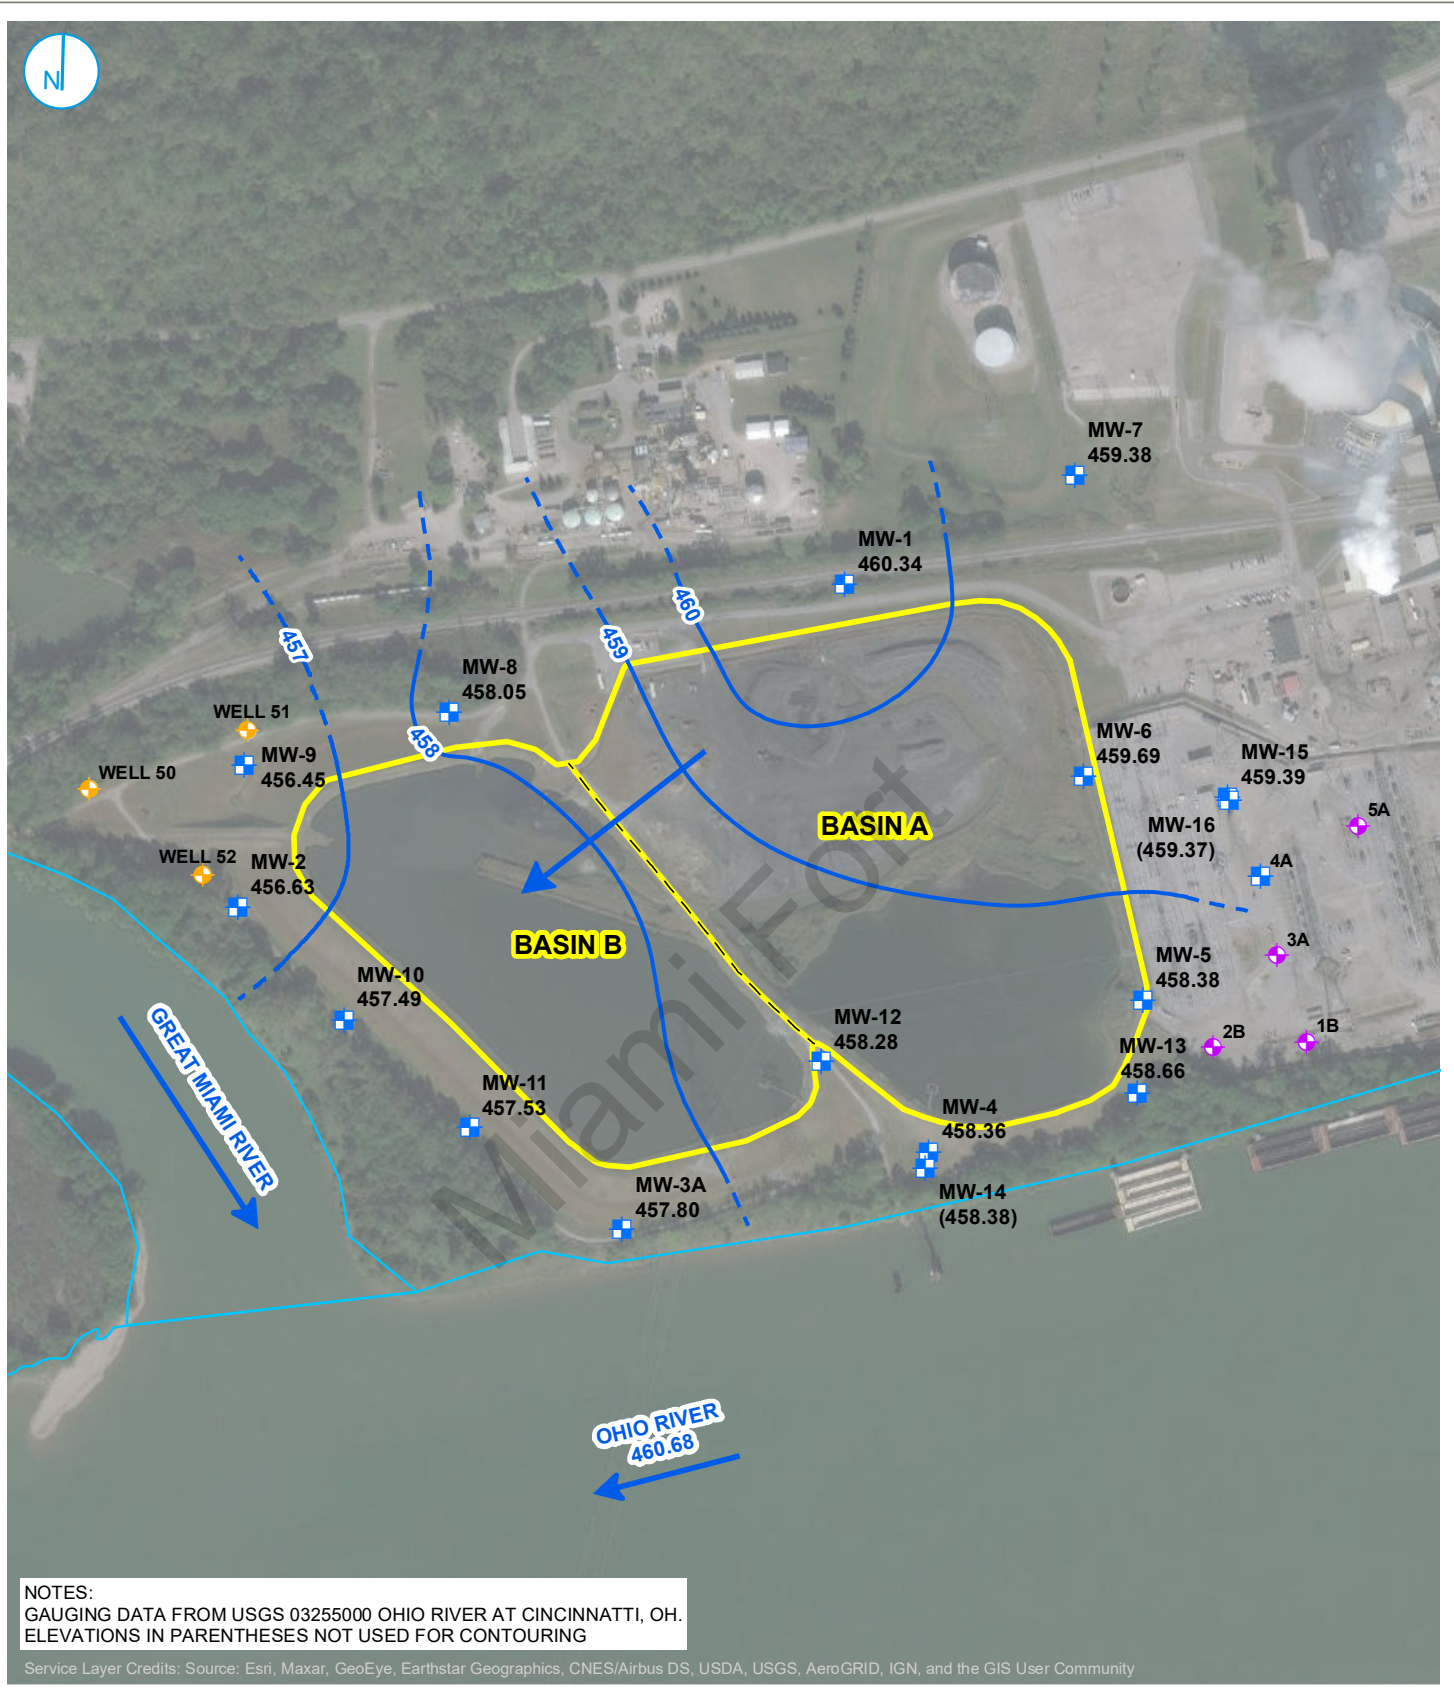 N
MW-7
459.38
MW-1
460.34
460
459
457
MW-8
458.05
WELL 51
458
MW-9
456.45
WELL 50
MW-6
459.69
MW-15
459.39
BASIN A
MW-16
(459.37)
5A
WELL 52
MW-2
456.63
4A
BASIN B
3A
MW-5
458.38
MW-10
457.49
MW-12
458.28
2B
1B
MW-13
458.66
GREAT MIAMI RIVER
MW-11
457.53
MW-4
458.36
MW-3A
457.80
MW-14
(458.38)
Miami Fort
OHIO RIVER
460.68
NOTES:
GAUGING DATA FROM USGS 03255000 OHIO RIVER AT CINCINNATTI, OH.
ELEVATIONS IN PARENTHESES NOT USED FOR CONTOURING
Service Layer Credits: Source: Esri, Maxar, GeoEye, Earthstar Geographics, CNES/Airbus DS, USDA, USGS, AeroGRID, IGN, and the GIS User Community